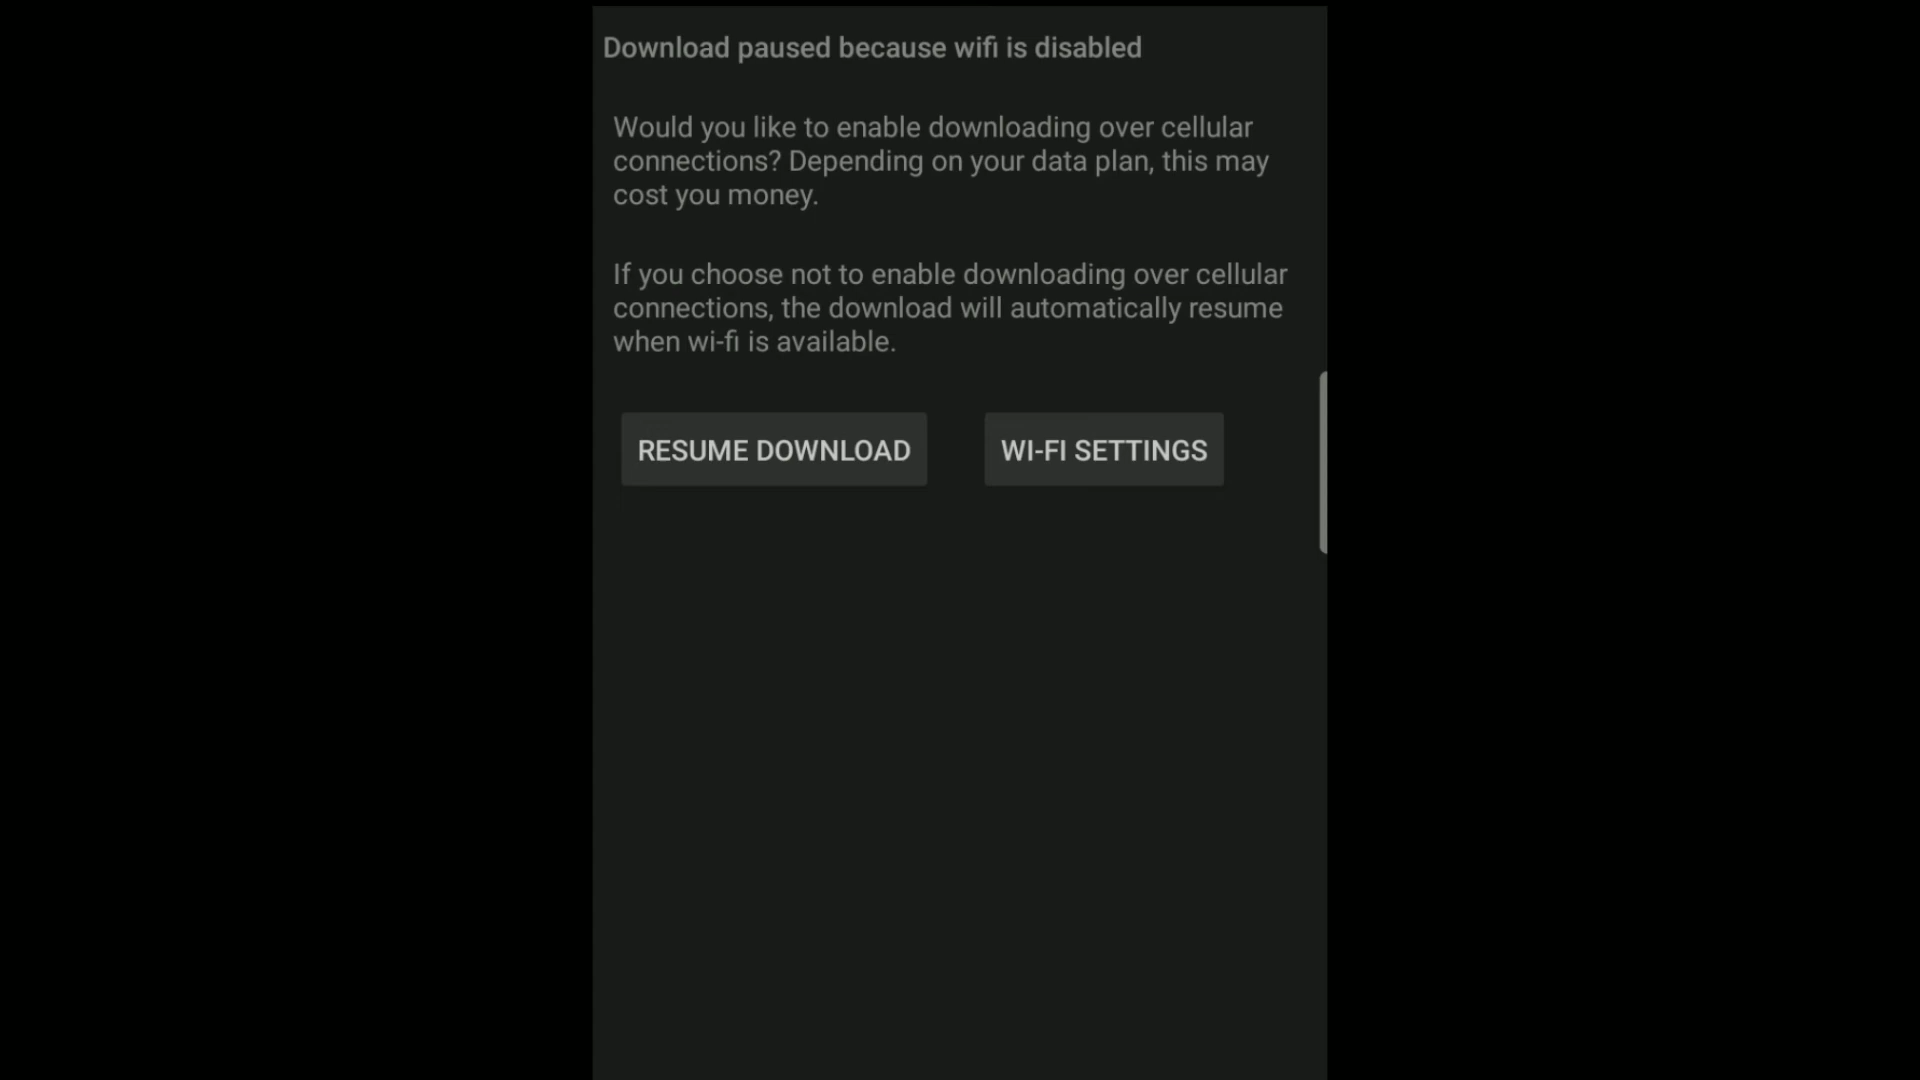 Download paused because wifi is disabled
Would you like to enable downloading over cellular
connections? Depending on your data plan, this may
cost you money.
If you choose not to enable downloading over cellular
connections, the download will automatically resume
when wi-fi is available.
RESUME DOWNLOAD
WI-FI SETTINGS